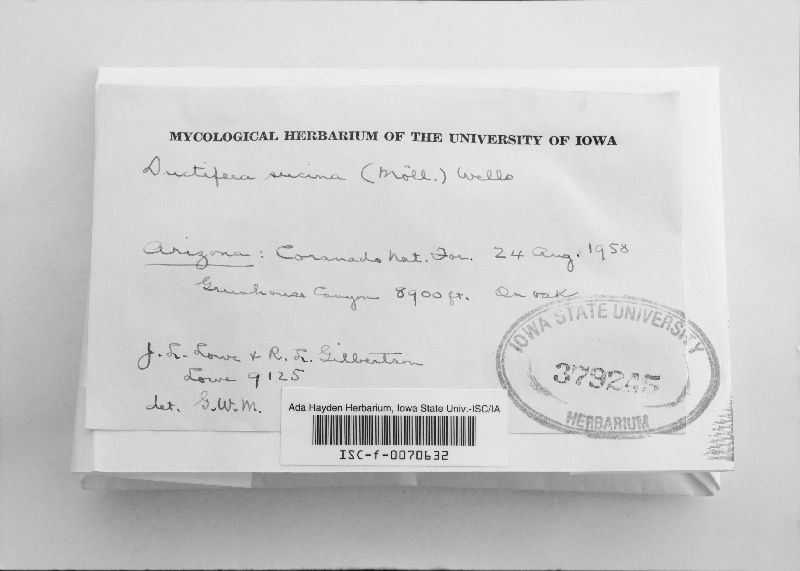 MYCOLOGICAL HERBARIUM OF THE UNIVERSITY OF IOWA
Ductifera sucina (Möll.) Wells
Arizona: Coronado Nat. For. 24 Aug. 1958
Greenhouse Canyon 8900 ft. On oak
J. L. Lowe & R. L. Gilbertson
Lowe 9125
det. G.W.M.
IOWA STATE UNIVERSITY
379245
HERBARIUM
Ada Hayden Herbarium, Iowa State Univ.-ISC/IA
ISC-f-0070632